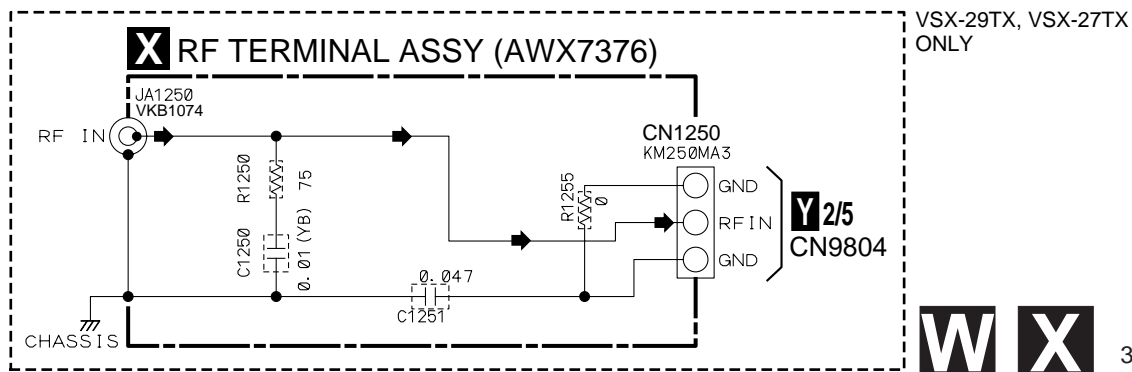 VSX-29TX, VSX-27TX
ONLY
X RF TERMINAL ASSY (AWX7376)
JA1250
VKB1074
RF IN
R1250
75
C1250
0.01 (YB)
0.047
C1251
R1255
0
CN1250
KM250MA3
GND
RFIN
GND
Y 2/5
CN9804
CHASSIS
W X
3